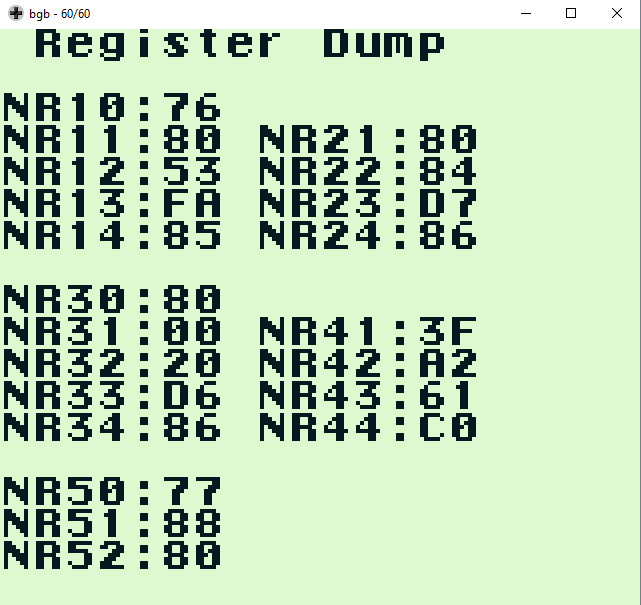 bgb - 60/60
Register Dump
NR10:76
NR11:80 NR21:80
NR12:53 NR22:84
NR13:FA NR23:D7
NR14:85 NR24:86
NR30:80
NR31:00 NR41:3F
NR32:20 NR42:A2
NR33:D6 NR43:61
NR34:86 NR44:C0
NR50:77
NR51:88
NR52:80